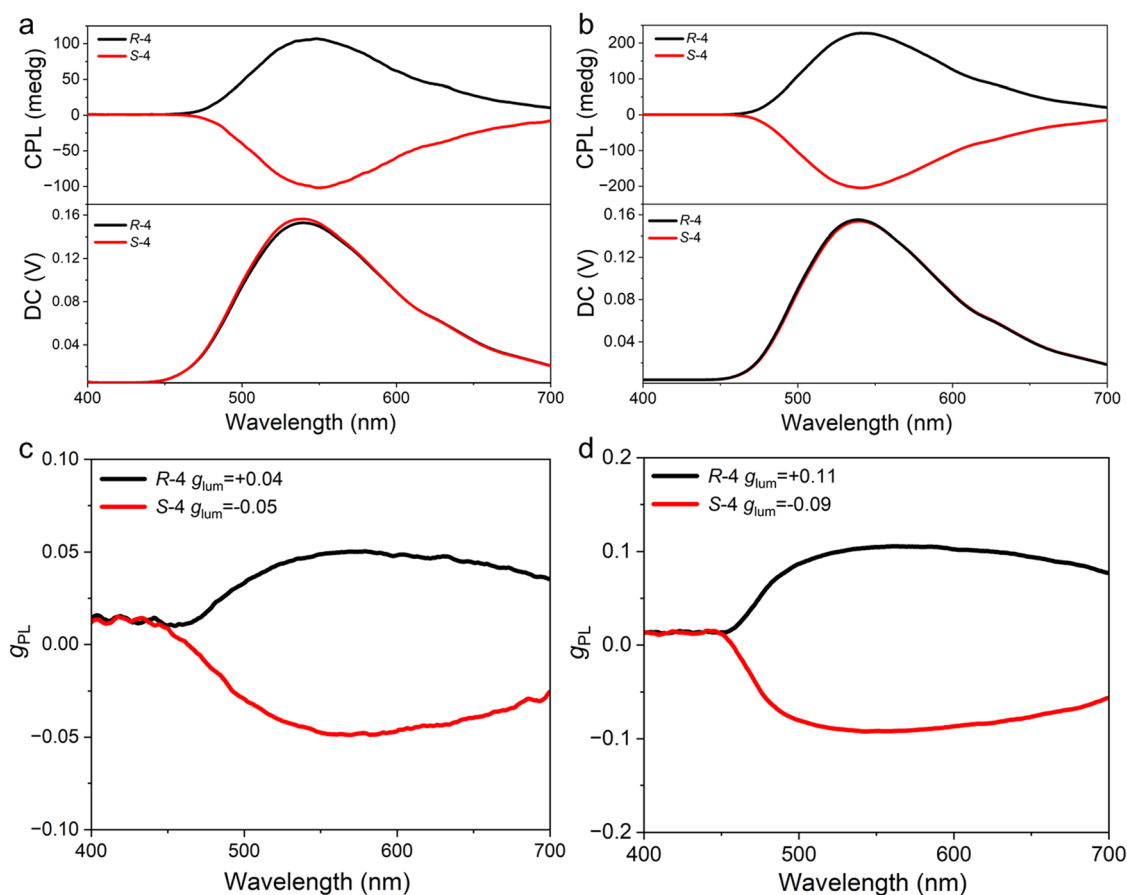 a
R-4
S-4
CPL (medg)
100
50
0
−50
−100
R-4
S-4
DC (V)
0.16
0.12
0.08
0.04
400 500 600 700
Wavelength (nm)
b
R-4
S-4
CPL (medg)
200
100
0
−100
−200
R-4
S-4
DC (V)
0.16
0.12
0.08
0.04
400 500 600 700
Wavelength (nm)
c
R-4 glum=+0.04
S-4 glum=-0.05
gPL
0.10
0.05
0.00
−0.05
−0.10
400 500 600 700
Wavelength (nm)
d
R-4 glum=+0.11
S-4 glum=-0.09
gPL
0.2
0.1
0.0
−0.1
−0.2
400 500 600 700
Wavelength (nm)